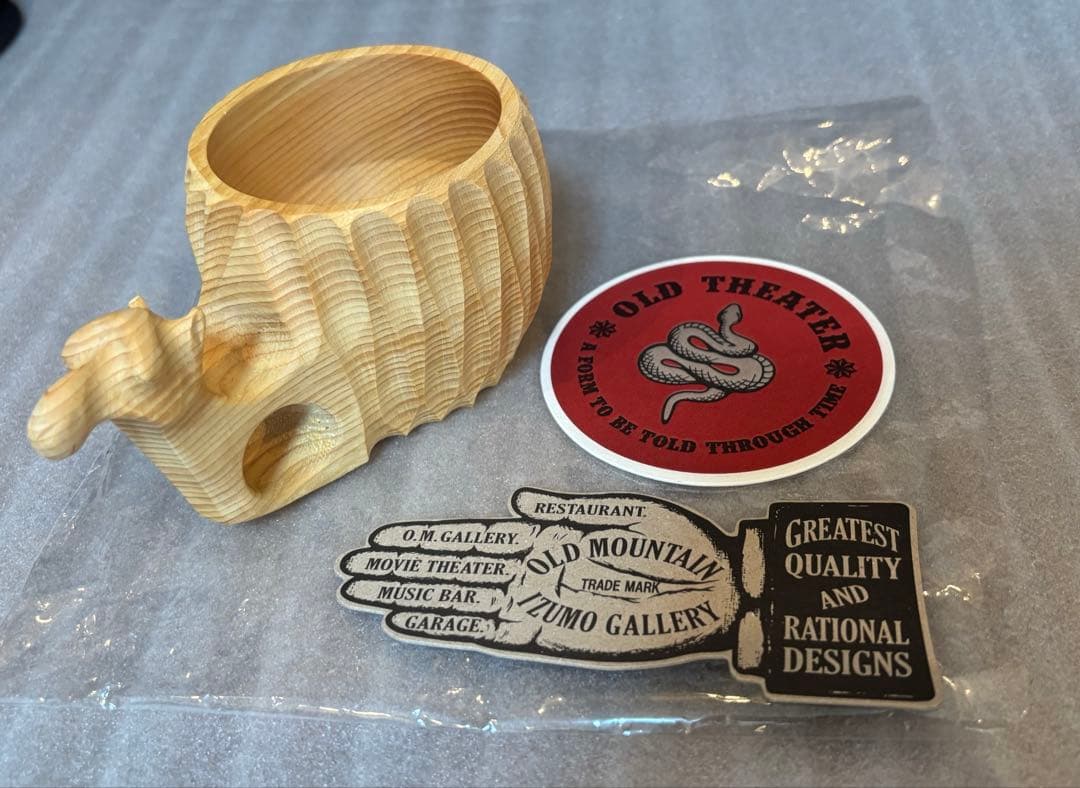 OLD THEATER
A FORM TO BE TOLD THROUGH TIME
RESTAURANT.
O.M. GALLERY.
MOVIE THEATER.
MUSIC BAR.
GARAGE.
OLD MOUNTAIN
TRADE MARK
IZUMO GALLERY
GREATEST
QUALITY
AND
RATIONAL
DESIGNS